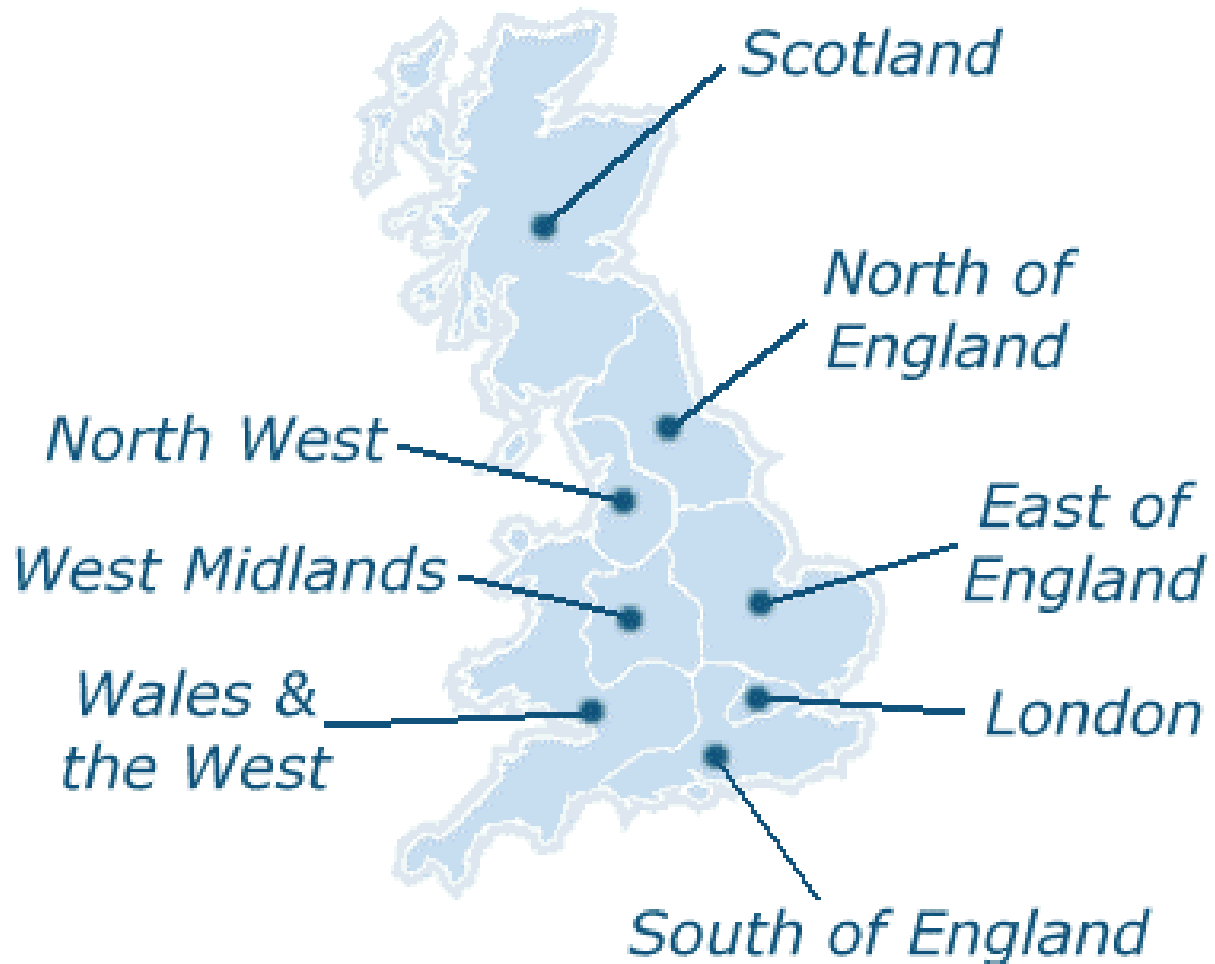 Scotland
North of
England
North West
East of
England
West Midlands
Wales &
the West
London
South of England